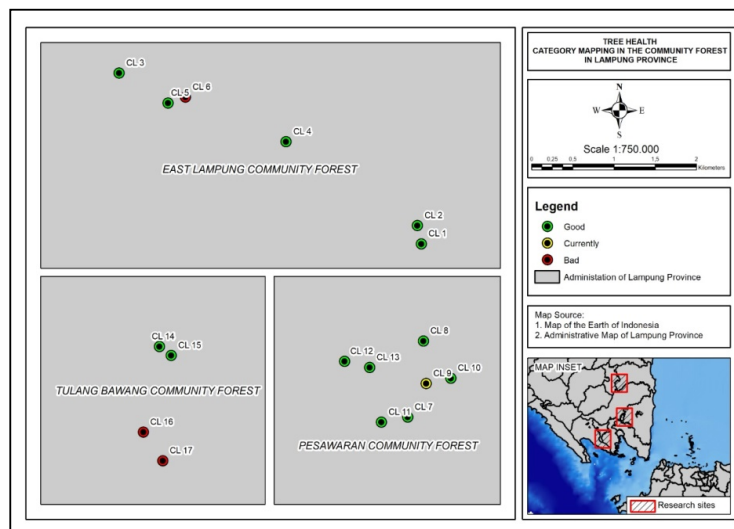 TREE HEALTH
CATEGORY MAPPING IN THE COMMUNITY FOREST
IN LAMPUNG PROVINCE
N
W E
S
Scale 1:750.000
0 0,25 0,5 1 1,5 2
Kilometers
Legend
Good
Currently
Bad
Administation of Lampung Province
Map Source:
1. Map of the Earth of Indonesia
2. Administrative Map of Lampung Province
MAP INSET
Research sites
CL 3
CL 5
CL 6
CL 4
EAST LAMPUNG COMMUNITY FOREST
CL 2
CL 1
CL 14
CL 15
TULANG BAWANG COMMUNITY FOREST
CL 16
CL 17
CL 8
CL 12
CL 13
CL 9
CL 10
CL 11
CL 7
PESAWARAN COMMUNITY FOREST